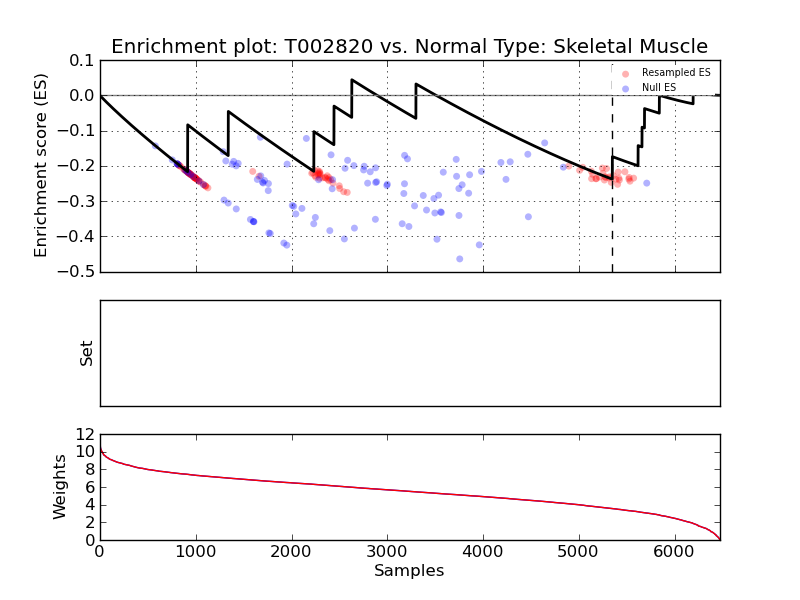 Enrichment plot: T002820 vs. Normal Type: Skeletal Muscle
Enrichment score (ES)
0.1
0.0
−0.1
−0.2
−0.3
−0.4
−0.5
Resampled ES
Null ES
Set
Weights
12
10
8
6
4
2
0
0 1000 2000 3000 4000 5000 6000
Samples